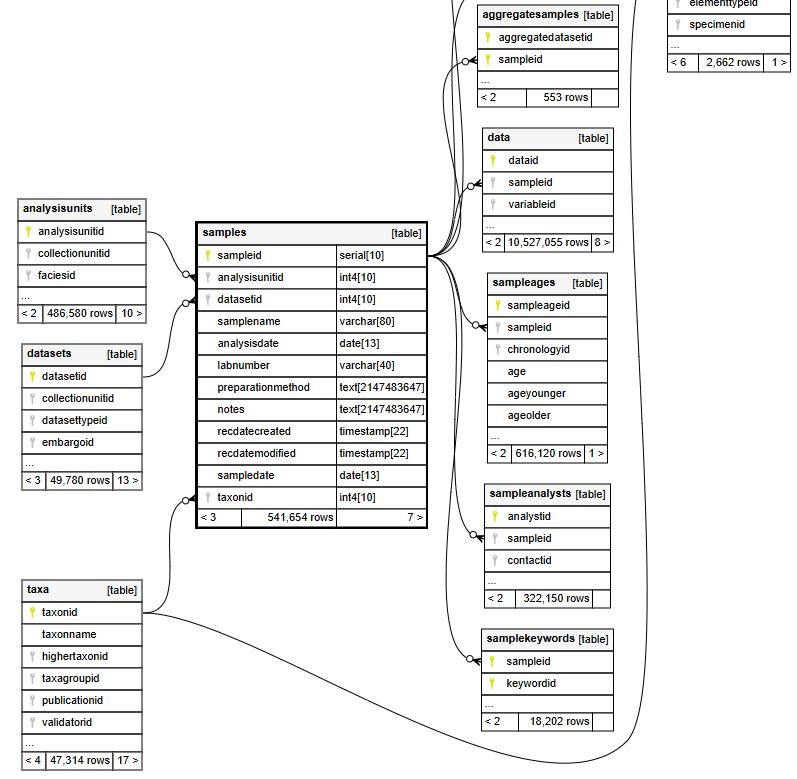 aggregatesamples [table]
aggregatedatasetid
sampleid
...
< 2 553 rows
elementtypeid
specimenid
...
< 6 2,662 rows 1 >
data [table]
dataid
sampleid
variableid
...
< 2 10,527,055 rows 8 >
analysisunits [table]
analysisunitid
collectionunitid
faciesid
...
< 2 486,580 rows 10 >
samples [table]
sampleid serial[10]
analysisunitid int4[10]
datasetid int4[10]
samplename varchar[80]
analysisdate date[13]
labnumber varchar[40]
preparationmethod text[2147483647]
notes text[2147483647]
recdatecreated timestamp[22]
recdatemodified timestamp[22]
sampledate date[13]
taxonid int4[10]
< 3 541,654 rows 7 >
sampleages [table]
sampleageid
sampleid
chronologyid
age
ageyounger
ageolder
...
< 2 616,120 rows 1 >
datasets [table]
datasetid
collectionunitid
datasettypeid
embargoid
...
< 3 49,780 rows 13 >
sampleanalysts [table]
analystid
sampleid
contactid
...
< 2 322,150 rows
taxa [table]
taxonid
taxonname
highertaxonid
taxagroupid
publicationid
validatorid
...
< 4 47,314 rows 17 >
samplekeywords [table]
sampleid
keywordid
...
< 2 18,202 rows